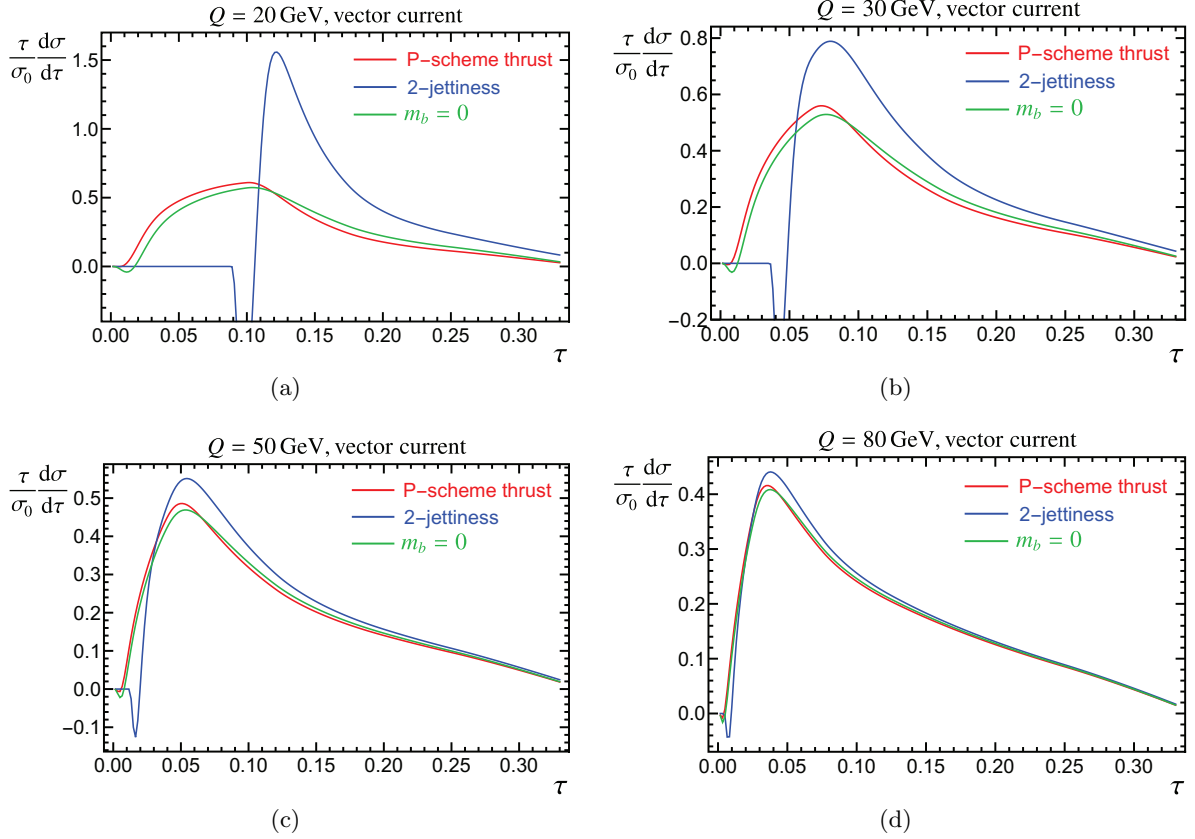 Q = 20 GeV, vector current
τ/σ₀ dσ/dτ
P-scheme thrust
2-jettiness
m_b = 0
1.5
1.0
0.5
0.0
0.00 0.05 0.10 0.15 0.20 0.25 0.30
τ
(a)
Q = 30 GeV, vector current
τ/σ₀ dσ/dτ
P-scheme thrust
2-jettiness
m_b = 0
0.8
0.6
0.4
0.2
0.0
−0.2
0.00 0.05 0.10 0.15 0.20 0.25 0.30
τ
(b)
Q = 50 GeV, vector current
τ/σ₀ dσ/dτ
P-scheme thrust
2-jettiness
m_b = 0
0.5
0.4
0.3
0.2
0.1
0.0
−0.1
0.00 0.05 0.10 0.15 0.20 0.25 0.30
τ
(c)
Q = 80 GeV, vector current
τ/σ₀ dσ/dτ
P-scheme thrust
2-jettiness
m_b = 0
0.4
0.3
0.2
0.1
0.0
0.00 0.05 0.10 0.15 0.20 0.25 0.30
τ
(d)